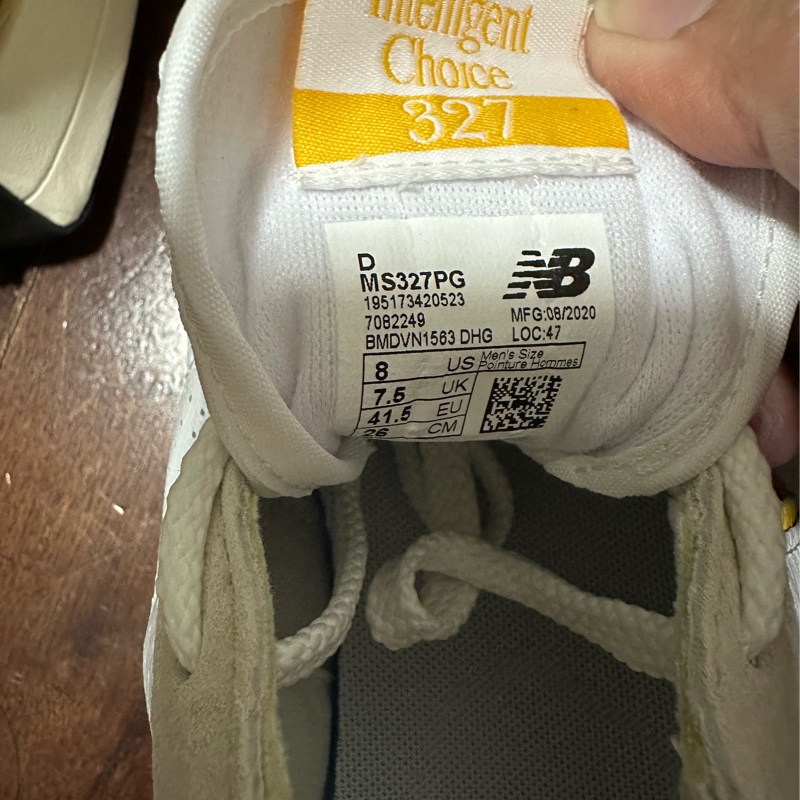 Intelligent
Choice
327
D
MS327PG
195173420523
7082249
BMDVN1563 DHG
NB
MFG:08/2020
LOC:47
8 US
Men's Size
Pointure Hommes
7.5 UK
41.5 EU
26 CM